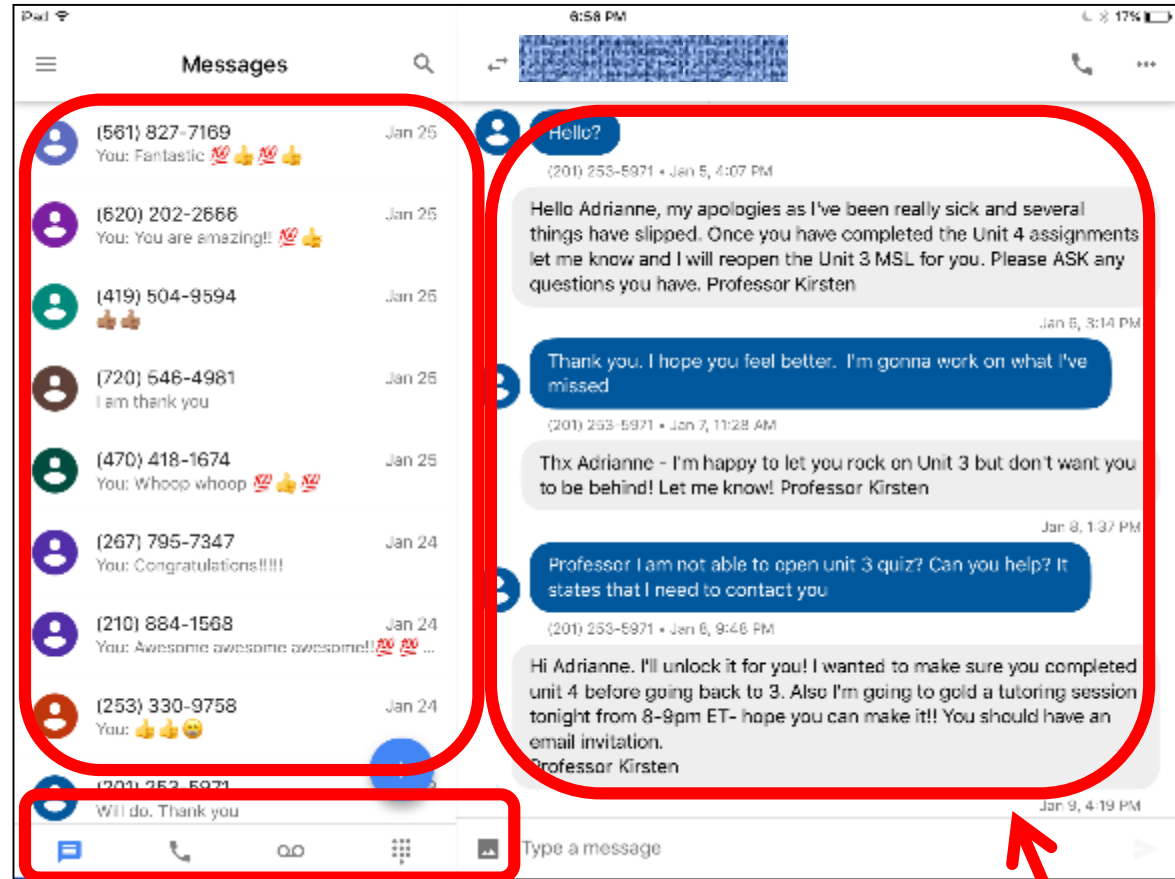 iPad 6:58 PM 17%
Messages
(561) 827-7169 Jan 25
You: Fantastic 💯👍💯👍
(620) 202-2666 Jan 25
You: You are amazing!! 💯👍
(419) 504-9594 Jan 25
👍🏽👍🏽
(720) 546-4981 Jan 25
I am thank you
(470) 418-1674 Jan 25
You: Whoop whoop 💯👍💯
(267) 795-7347 Jan 24
You: Congratulations!!!!!
(210) 884-1568 Jan 24
You: Awesome awesome awesome!!💯💯...
(253) 330-9758 Jan 24
You: 👍👍😁
(201) 253-5971
Will do. Thank you
Hello?
(201) 253-5971 • Jan 5, 4:07 PM
Hello Adrianne, my apologies as I've been really sick and several
things have slipped. Once you have completed the Unit 4 assignments
let me know and I will reopen the Unit 3 MSL for you. Please ASK any
questions you have. Professor Kirsten
Jan 6, 3:14 PM
Thank you. I hope you feel better. I'm gonna work on what I've
missed
(201) 253-5971 • Jan 7, 11:28 AM
Thx Adrianne - I'm happy to let you rock on Unit 3 but don't want you
to be behind! Let me know! Professor Kirsten
Jan 8, 1:37 PM
Professor I am not able to open unit 3 quiz? Can you help? It
states that I need to contact you
(201) 253-5971 • Jan 8, 9:46 PM
Hi Adrianne. I'll unlock it for you! I wanted to make sure you completed
unit 4 before going back to 3. Also I'm going to gold a tutoring session
tonight from 8-9pm ET- hope you can make it!! You should have an
email invitation.
Professor Kirsten
Jan 9, 4:19 PM
Type a message